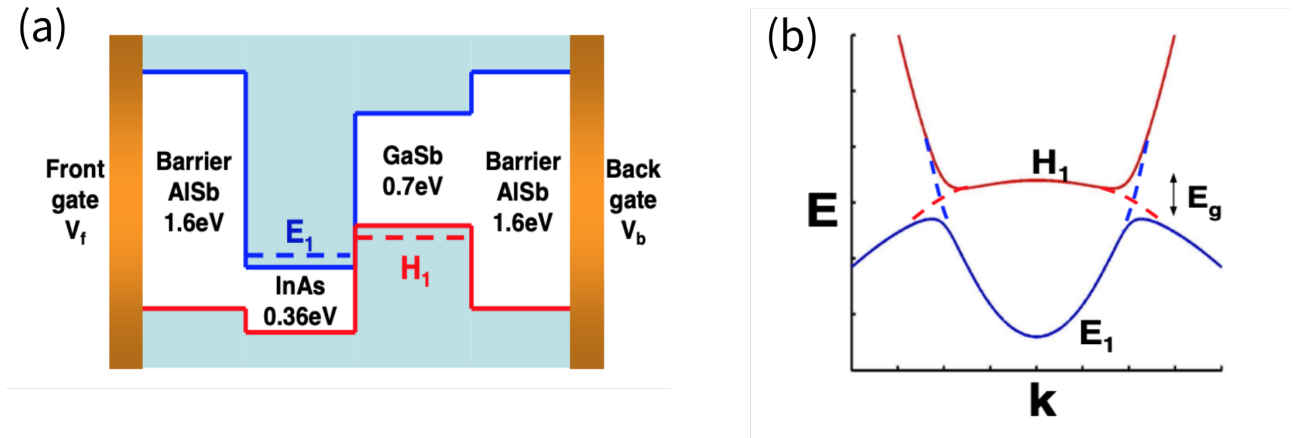 (a)
Front
gate
V_f
Barrier
AlSb
1.6eV
E_1
InAs
0.36eV
GaSb
0.7eV
H_1
Barrier
AlSb
1.6eV
Back
gate
V_b
(b)
E
H_1
E_g
E_1
k